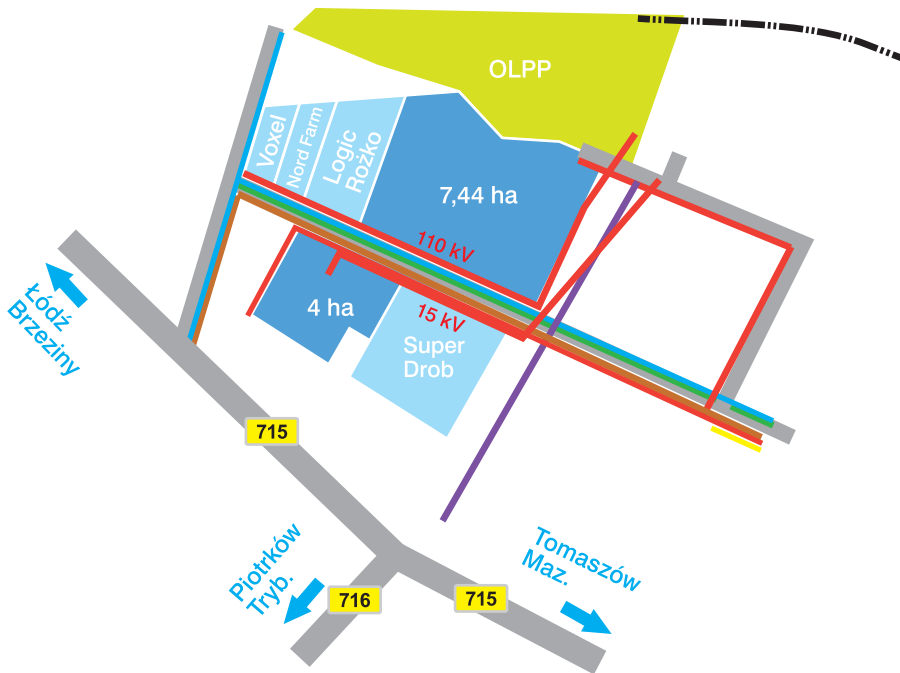 OLPP
Voxel
Nord Farm
Logic
Rożko
7,44 ha
110 kV
4 ha
15 kV
Super
Drob
Łódź
Brzeziny
715
Piotrków
Tryb.
716
715
Tomaszów
Maz.